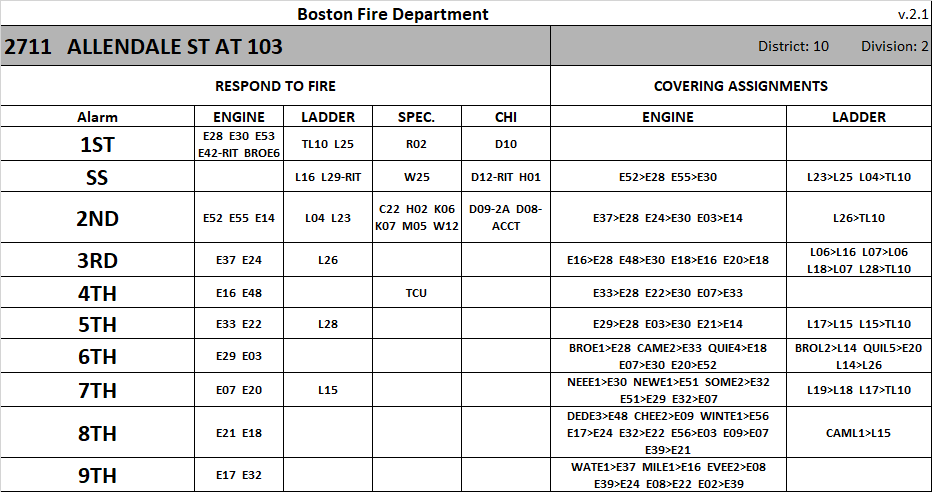 Boston Fire Department v.2.1
2711 ALLENDALE ST AT 103 District: 10 Division: 2
RESPOND TO FIRE COVERING ASSIGNMENTS
Alarm ENGINE LADDER SPEC. CHI ENGINE LADDER
1ST
E28 E30 E53
E42-RIT BROE6
TL10 L25
R02
D10
SS
L16 L29-RIT
W25
D12-RIT H01
E52>E28 E55>E30
L23>L25 L04>TL10
2ND
E52 E55 E14
L04 L23
C22 H02 K06
K07 M05 W12
D09-2A D08-
ACCT
E37>E28 E24>E30 E03>E14
L26>TL10
3RD
E37 E24
L26
E16>E28 E48>E30 E18>E16 E20>E18
L06>L16 L07>L06
L18>L07 L28>TL10
4TH
E16 E48
TCU
E33>E28 E22>E30 E07>E33
5TH
E33 E22
L28
E29>E28 E03>E30 E21>E14
L17>L15 L15>TL10
6TH
E29 E03
BROE1>E28 CAME2>E33 QUIE4>E18
E07>E30 E20>E52
BROL2>L14 QUIL5>E20
L14>L26
7TH
E07 E20
L15
NEEE1>E30 NEWE1>E51 SOME2>E32
E51>E29 E32>E07
L19>L18 L17>TL10
8TH
E21 E18
DEDE3>E48 CHEE2>E09 WINTE1>E56
E17>E24 E32>E22 E56>E03 E09>E07
E39>E21
CAML1>L15
9TH
E17 E32
WATE1>E37 MILE1>E16 EVEE2>E08
E39>E24 E08>E22 E02>E39